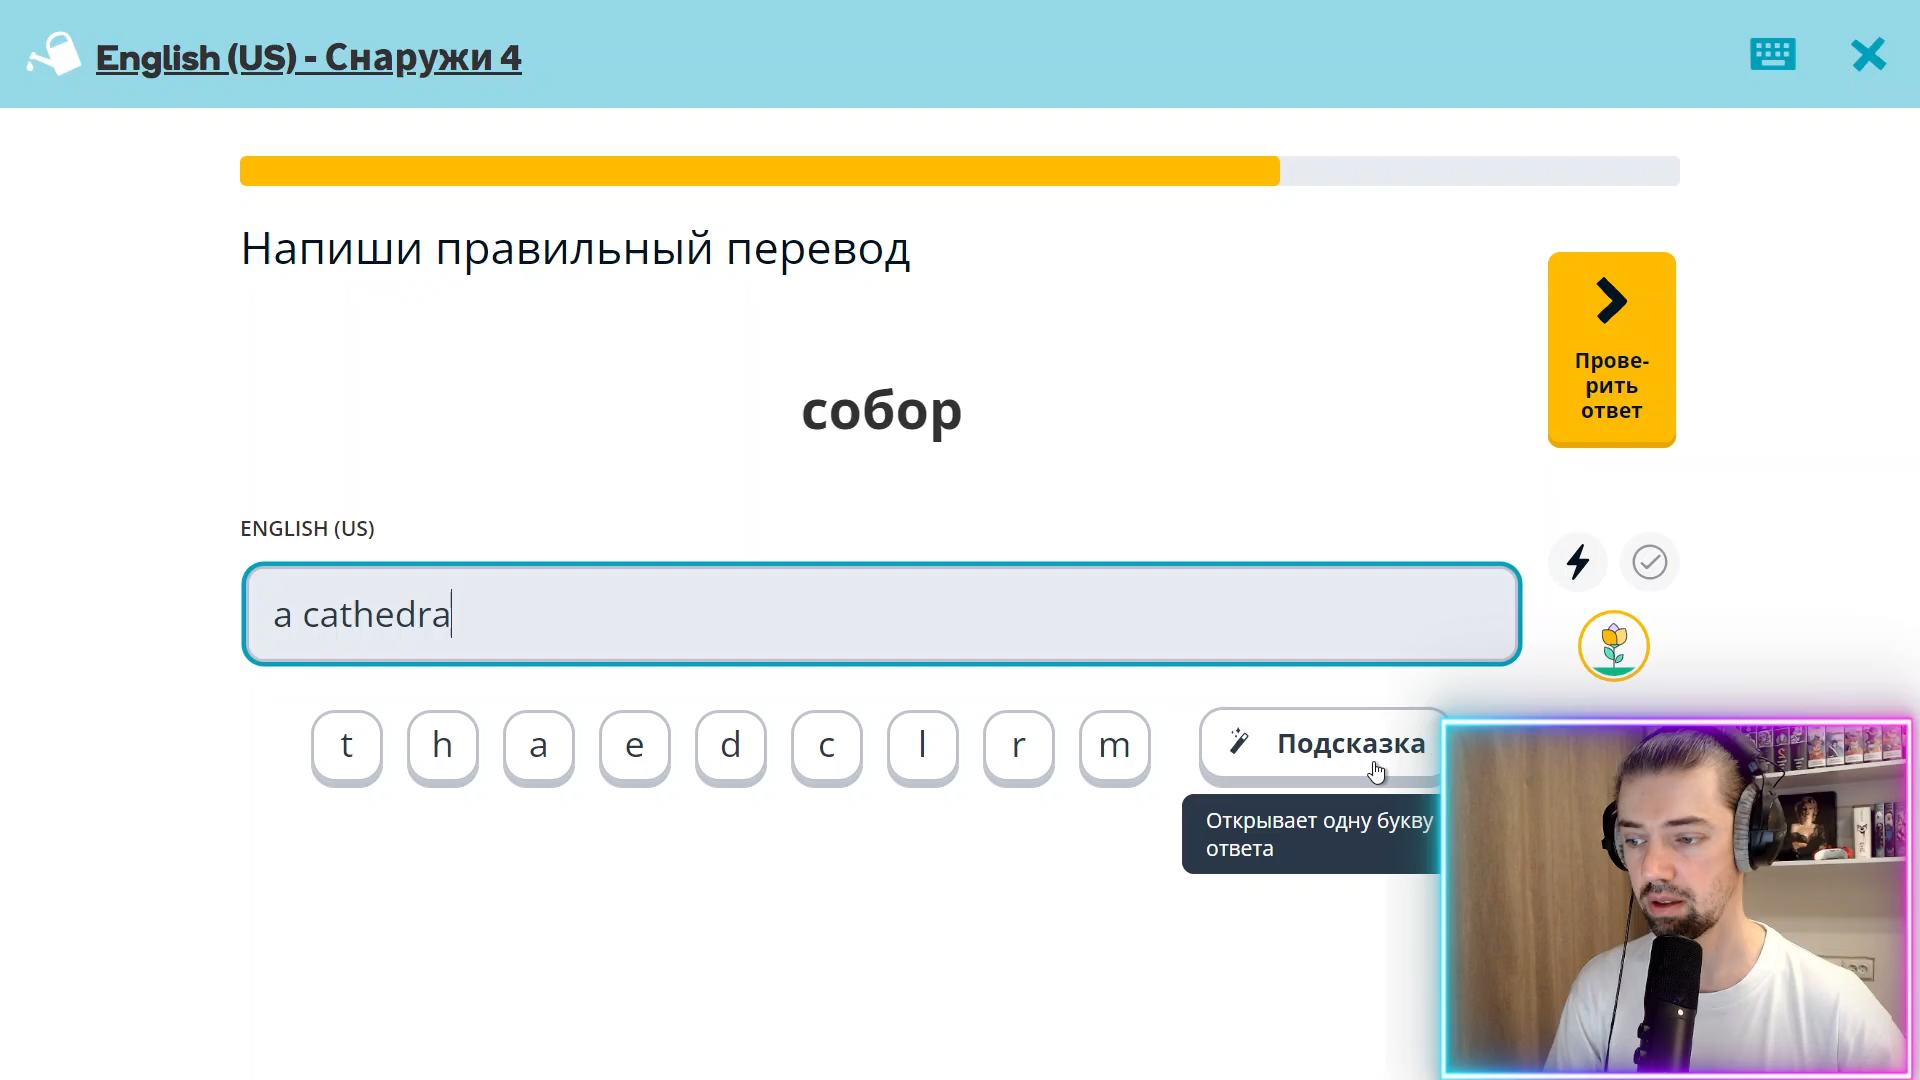 English (US) - Снаружи 4
Напиши правильный перевод
собор
Прове-
рить
ответ
ENGLISH (US)
a cathedra
t h a e d c l r m
Подсказка
Открывает одну букву
ответа